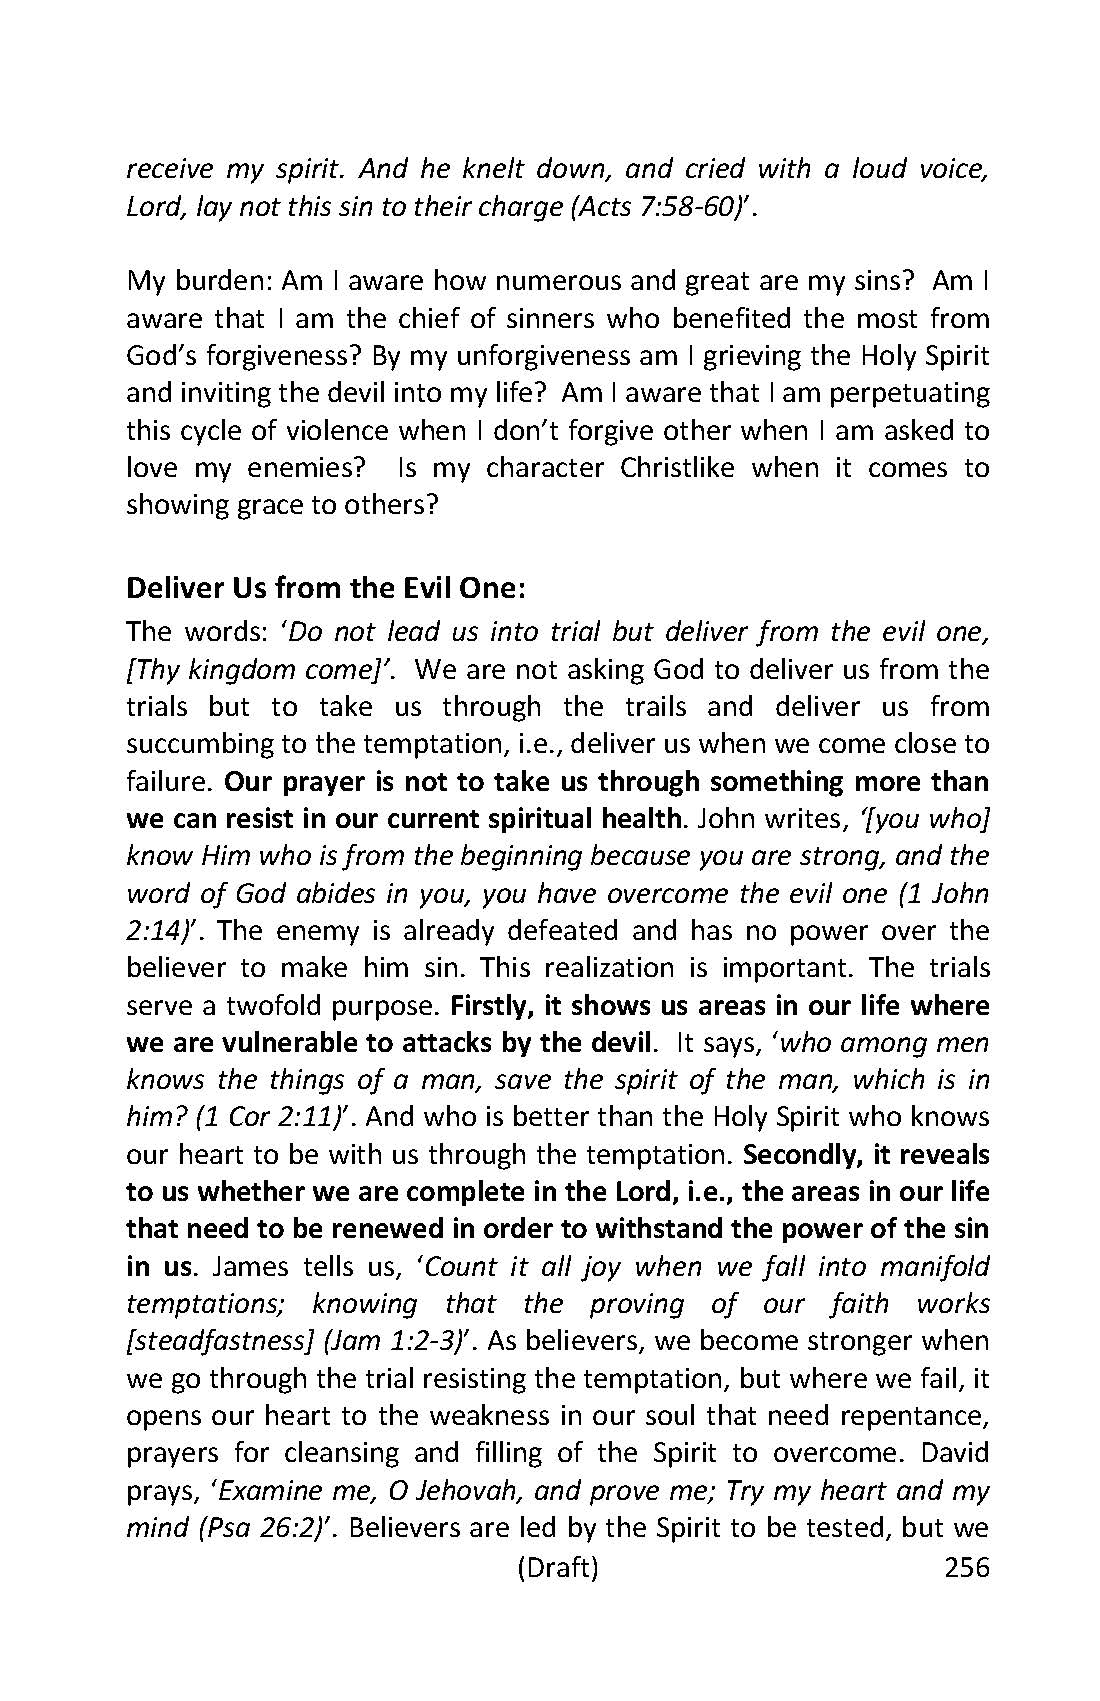 receive my spirit. And he knelt down, and cried with a loud voice,
Lord, lay not this sin to their charge (Acts 7:58-60)’.
My burden: Am I aware how numerous and great are my sins? Am I
aware that I am the chief of sinners who benefited the most from
God’s forgiveness? By my unforgiveness am I grieving the Holy Spirit
and inviting the devil into my life? Am I aware that I am perpetuating
this cycle of violence when I don’t forgive other when I am asked to
love my enemies? Is my character Christlike when it comes to
showing grace to others?
Deliver Us from the Evil One:
The words: ‘Do not lead us into trial but deliver from the evil one,
[Thy kingdom come]’. We are not asking God to deliver us from the
trials but to take us through the trails and deliver us from
succumbing to the temptation, i.e., deliver us when we come close to
failure. Our prayer is not to take us through something more than
we can resist in our current spiritual health. John writes, ‘[you who]
know Him who is from the beginning because you are strong, and the
word of God abides in you, you have overcome the evil one (1 John
2:14)’. The enemy is already defeated and has no power over the
believer to make him sin. This realization is important. The trials
serve a twofold purpose. Firstly, it shows us areas in our life where
we are vulnerable to attacks by the devil. It says, ‘who among men
knows the things of a man, save the spirit of the man, which is in
him? (1 Cor 2:11)’. And who is better than the Holy Spirit who knows
our heart to be with us through the temptation. Secondly, it reveals
to us whether we are complete in the Lord, i.e., the areas in our life
that need to be renewed in order to withstand the power of the sin
in us. James tells us, ‘Count it all joy when we fall into manifold
temptations; knowing that the proving of our faith works
[steadfastness] (Jam 1:2-3)’. As believers, we become stronger when
we go through the trial resisting the temptation, but where we fail, it
opens our heart to the weakness in our soul that need repentance,
prayers for cleansing and filling of the Spirit to overcome. David
prays, ‘Examine me, O Jehovah, and prove me; Try my heart and my
mind (Psa 26:2)’. Believers are led by the Spirit to be tested, but we
(Draft) 256